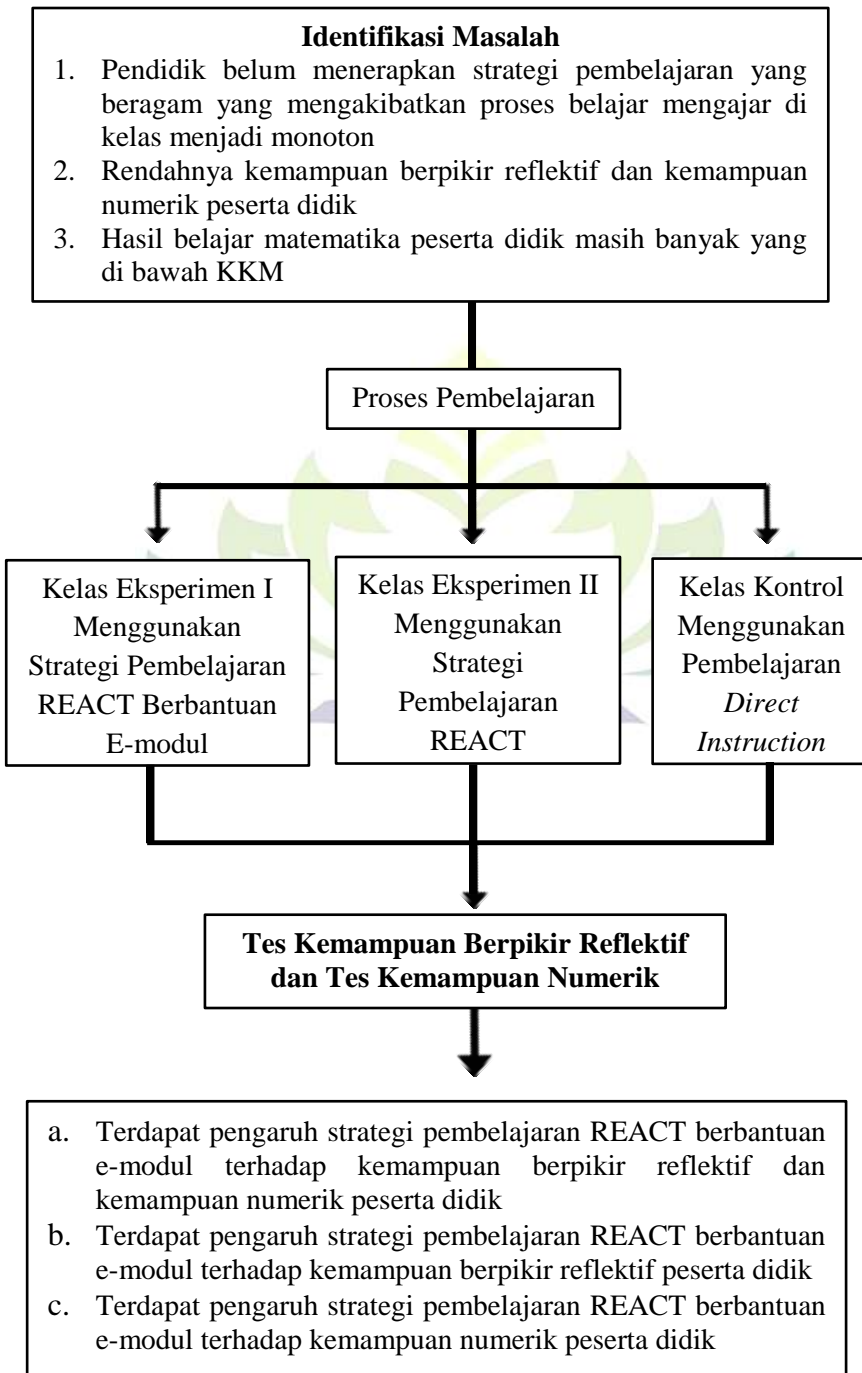 Identifikasi Masalah
1. Pendidik belum menerapkan strategi pembelajaran yang
beragam yang mengakibatkan proses belajar mengajar di
kelas menjadi monoton
2. Rendahnya kemampuan berpikir reflektif dan kemampuan
numerik peserta didik
3. Hasil belajar matematika peserta didik masih banyak yang
di bawah KKM
Proses Pembelajaran
Kelas Eksperimen I
Menggunakan
Strategi Pembelajaran
REACT Berbantuan
E-modul
Kelas Eksperimen II
Menggunakan
Strategi
Pembelajaran
REACT
Kelas Kontrol
Menggunakan
Pembelajaran
Direct
Instruction
Tes Kemampuan Berpikir Reflektif
dan Tes Kemampuan Numerik
a. Terdapat pengaruh strategi pembelajaran REACT berbantuan
e-modul terhadap kemampuan berpikir reflektif dan
kemampuan numerik peserta didik
b. Terdapat pengaruh strategi pembelajaran REACT berbantuan
e-modul terhadap kemampuan berpikir reflektif peserta didik
c. Terdapat pengaruh strategi pembelajaran REACT berbantuan
e-modul terhadap kemampuan numerik peserta didik